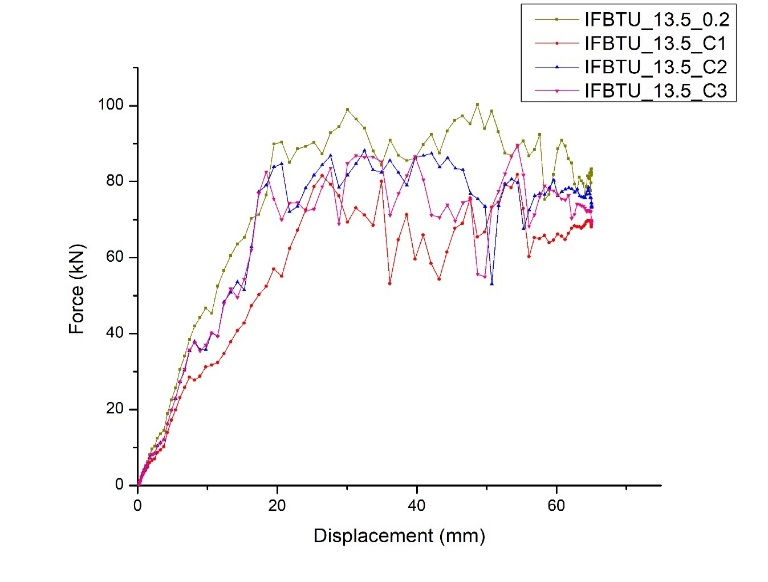 IFBTU_13.5_0.2
IFBTU_13.5_C1
IFBTU_13.5_C2
IFBTU_13.5_C3
100
80
60
40
20
0
Force (kN)
0 20 40 60
Displacement (mm)